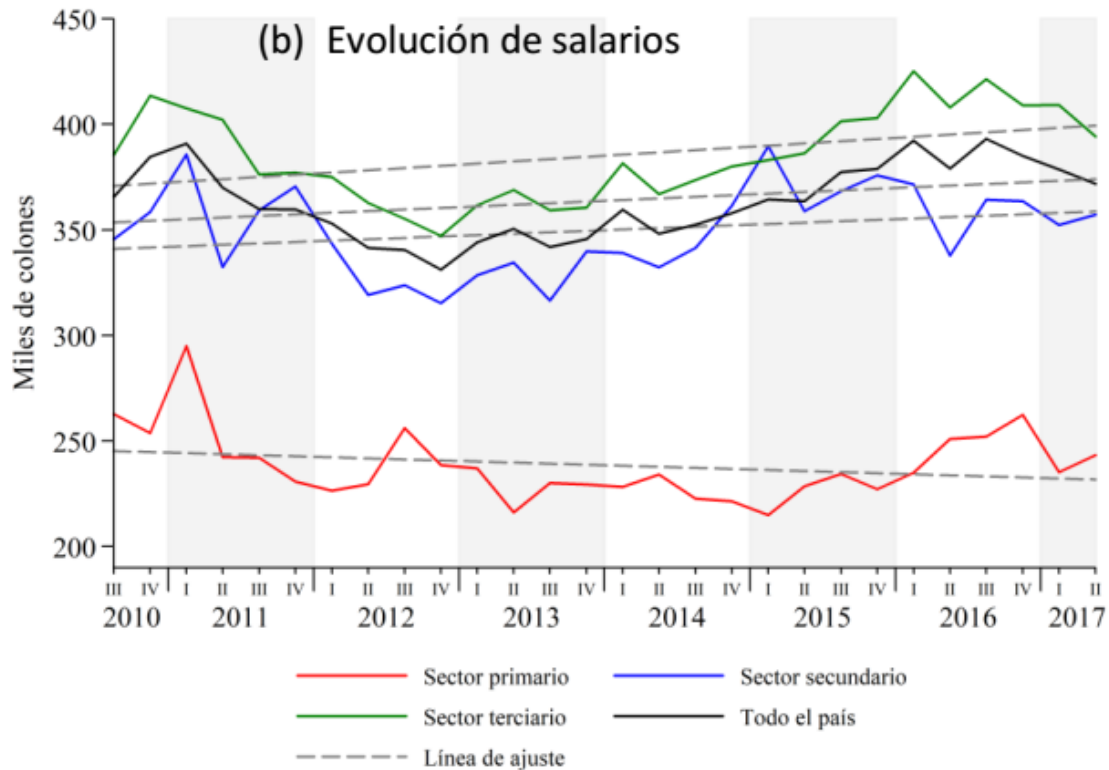 (b) Evolución de salarios
450
400
350
300
250
200
Miles de colones
III IV I II III IV I II III IV I II III IV I II III IV I II III IV I II III IV I II
2010 2011 2012 2013 2014 2015 2016 2017
Sector primario Sector secundario
Sector terciario Todo el país
Línea de ajuste